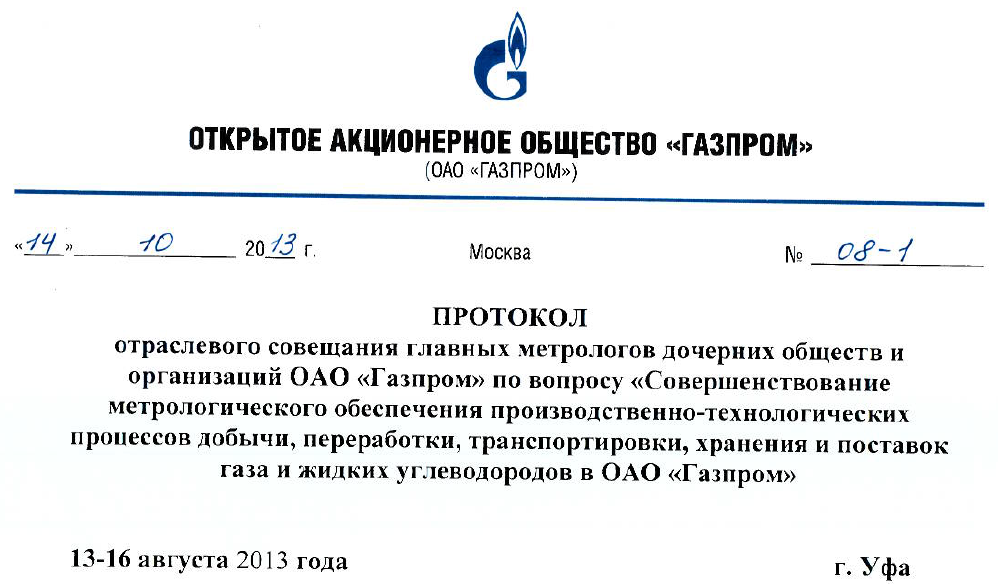 ОТКРЫТОЕ АКЦИОНЕРНОЕ ОБЩЕСТВО «ГАЗПРОМ»
(ОАО «ГАЗПРОМ»)
«14» 10 2013 г. Москва № 08-1
ПРОТОКОЛ
отраслевого совещания главных метрологов дочерних обществ и
организаций ОАО «Газпром» по вопросу «Совершенствование
метрологического обеспечения производственно-технологических
процессов добычи, переработки, транспортировки, хранения и поставок
газа и жидких углеводородов в ОАО «Газпром»
13-16 августа 2013 года г. Уфа